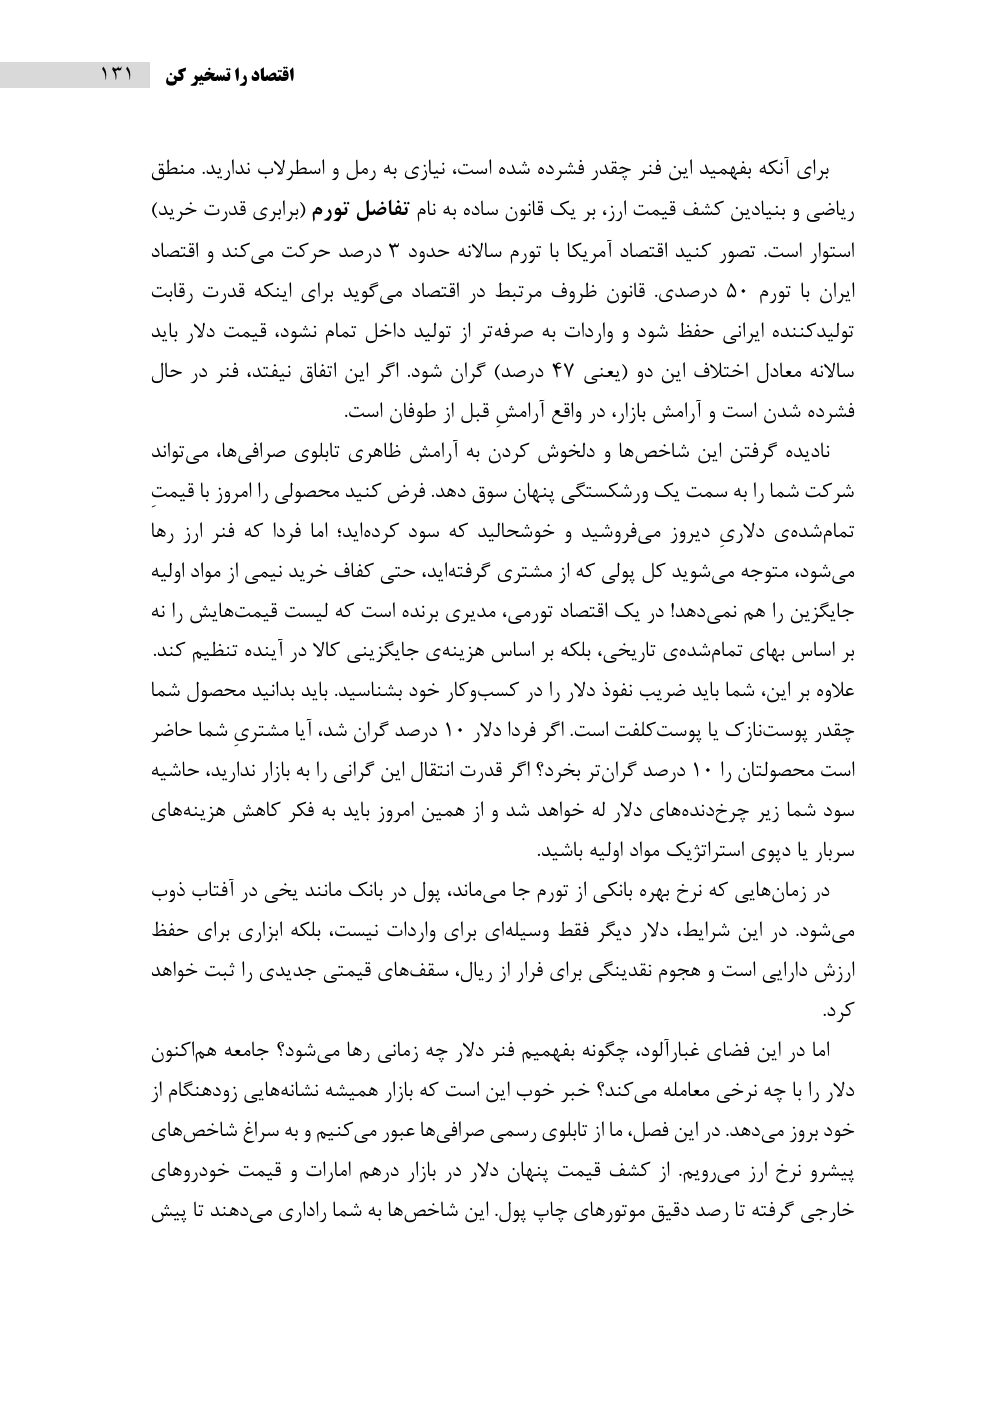 اقتصاد را تسخیر کن ۱۳۱
برای آنکه بفهمید این فنر چقدر فشرده شده است، نیازی به رمل و اسطرلاب ندارید. منطق
ریاضی و بنیادین کشف قیمت ارز، بر یک قانون ساده به نام تفاضل تورم (برابری قدرت خرید)
استوار است. تصور کنید اقتصاد آمریکا با تورم سالانه حدود ۳ درصد حرکت می‌کند و اقتصاد
ایران با تورم ۵۰ درصدی. قانون ظروف مرتبط در اقتصاد می‌گوید برای اینکه قدرت رقابت
تولیدکننده ایرانی حفظ شود و واردات به صرفه‌تر از تولید داخل تمام نشود، قیمت دلار باید
سالانه معادل اختلاف این دو (یعنی ۴۷ درصد) گران شود. اگر این اتفاق نیفتد، فنر در حال
فشرده شدن است و آرامش بازار، در واقع آرامشِ قبل از طوفان است.
نادیده گرفتن این شاخص‌ها و دلخوش کردن به آرامش ظاهری تابلوی صرافی‌ها، می‌تواند
شرکت شما را به سمت یک ورشکستگی پنهان سوق دهد. فرض کنید محصولی را امروز با قیمتِ
تمام‌شده‌ی دلاریِ دیروز می‌فروشید و خوشحالید که سود کرده‌اید؛ اما فردا که فنر ارز رها
می‌شود، متوجه می‌شوید کل پولی که از مشتری گرفته‌اید، حتی کفاف خرید نیمی از مواد اولیه
جایگزین را هم نمی‌دهد! در یک اقتصاد تورمی، مدیری برنده است که لیست قیمت‌هایش را نه
بر اساس بهای تمام‌شده‌ی تاریخی، بلکه بر اساس هزینه‌ی جایگزینی کالا در آینده تنظیم کند.
علاوه بر این، شما باید ضریب نفوذ دلار را در کسب‌وکار خود بشناسید. باید بدانید محصول شما
چقدر پوست‌نازک یا پوست‌کلفت است. اگر فردا دلار ۱۰ درصد گران شد، آیا مشتریِ شما حاضر
است محصولتان را ۱۰ درصد گران‌تر بخرد؟ اگر قدرت انتقال این گرانی را به بازار ندارید، حاشیه
سود شما زیر چرخ‌دنده‌های دلار له خواهد شد و از همین امروز باید به فکر کاهش هزینه‌های
سربار یا دپوی استراتژیک مواد اولیه باشید.
در زمان‌هایی که نرخ بهره بانکی از تورم جا می‌ماند، پول در بانک مانند یخی در آفتاب ذوب
می‌شود. در این شرایط، دلار دیگر فقط وسیله‌ای برای واردات نیست، بلکه ابزاری برای حفظ
ارزش دارایی است و هجوم نقدینگی برای فرار از ریال، سقف‌های قیمتی جدیدی را ثبت خواهد
کرد.
اما در این فضای غبارآلود، چگونه بفهمیم فنر دلار چه زمانی رها می‌شود؟ جامعه هم‌اکنون
دلار را با چه نرخی معامله می‌کند؟ خبر خوب این است که بازار همیشه نشانه‌هایی زودهنگام از
خود بروز می‌دهد. در این فصل، ما از تابلوی رسمی صرافی‌ها عبور می‌کنیم و به سراغ شاخص‌های
پیشرو نرخ ارز می‌رویم. از کشف قیمت پنهان دلار در بازار درهم امارات و قیمت خودروهای
خارجی گرفته تا رصد دقیق موتورهای چاپ پول. این شاخص‌ها به شما راداری می‌دهند تا پیش